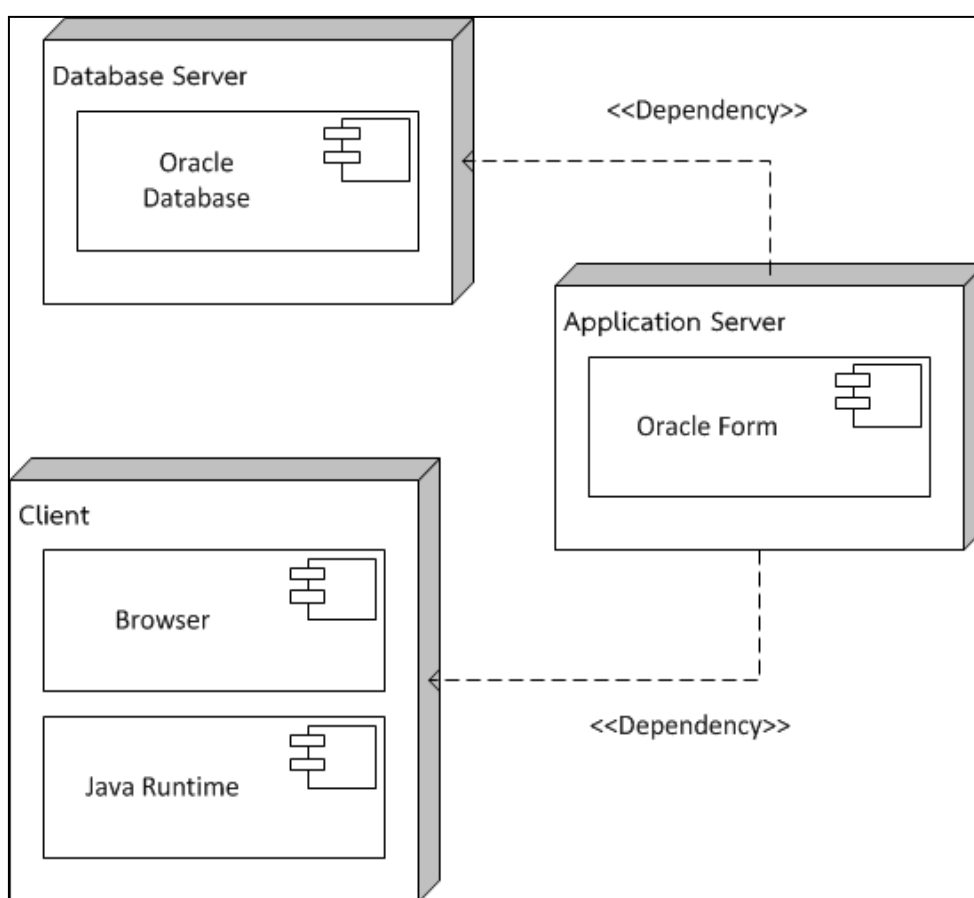 Database Server
Oracle
Database
<<Dependency>>
Application Server
Oracle Form
Client
Browser
Java Runtime
<<Dependency>>